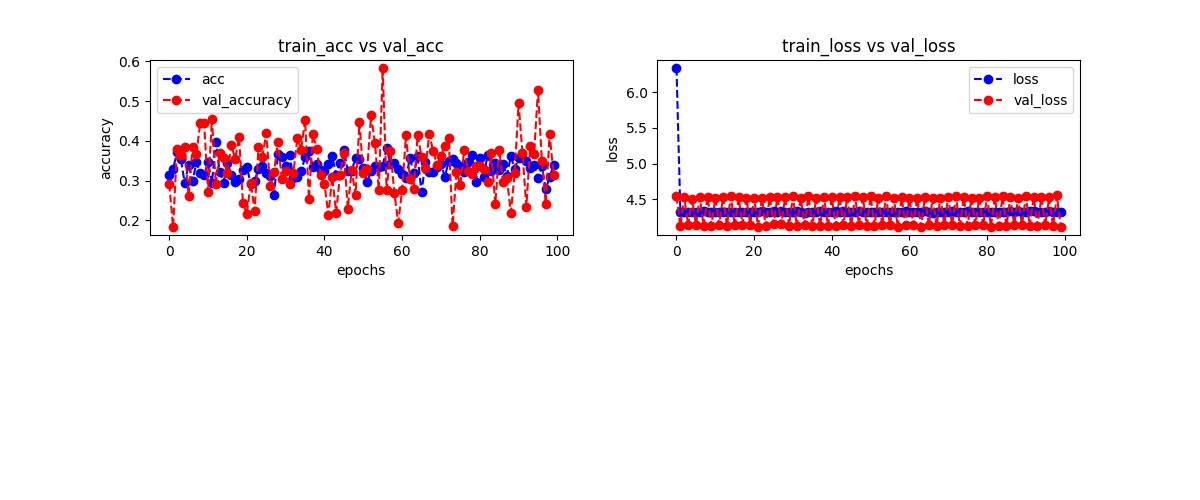 train_acc vs val_acc
acc
val_accuracy
accuracy
0.6
0.5
0.4
0.3
0.2
0 20 40 60 80 100
epochs
train_loss vs val_loss
loss
val_loss
loss
6.0
5.5
5.0
4.5
0 20 40 60 80 100
epochs